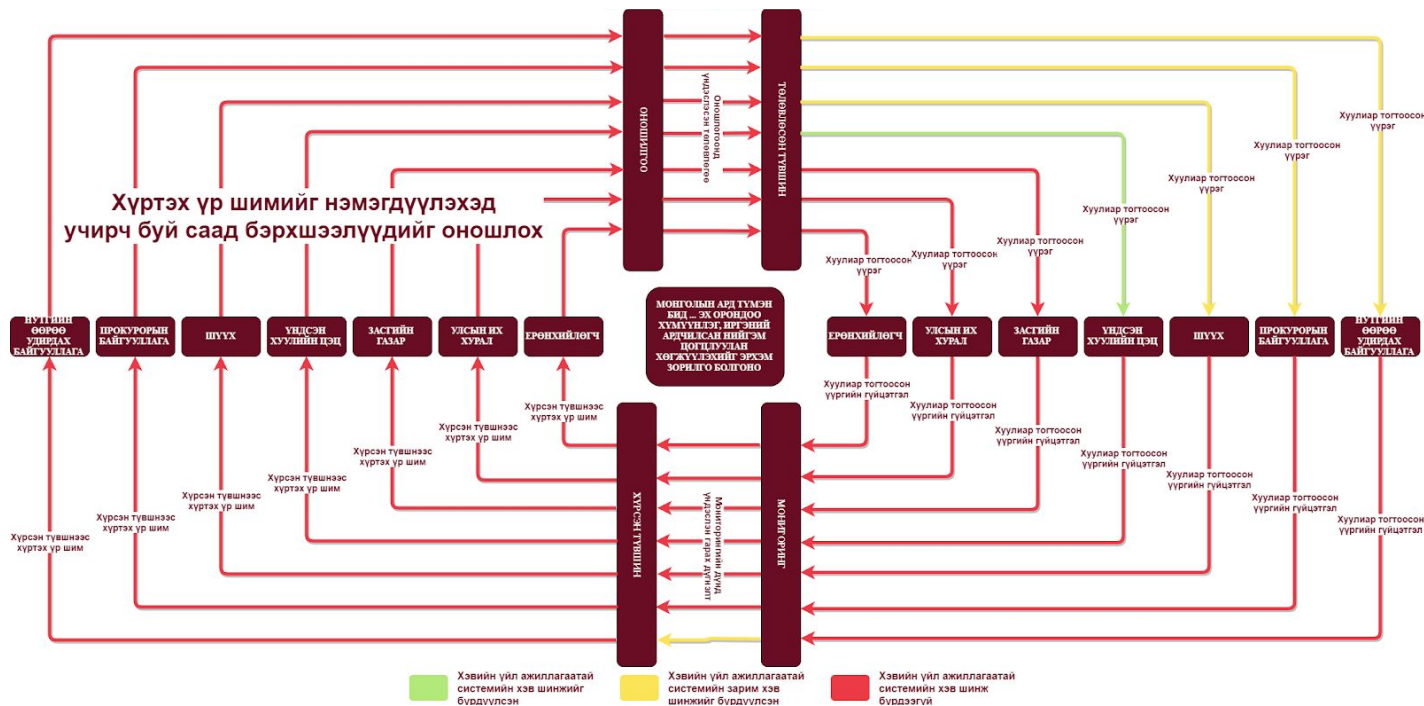 ОНОШИЛГОО
Оношлогоонд
үндэслэсэн төлөвлөгөө
ТӨЛӨВЛӨСӨН ТҮВШИН
Хүртэх үр шимийг нэмэгдүүлэхэд
учирч буй саад бэрхшээлүүдийг оношлох
Хуулиар тогтоосон
үүрэг
Хуулиар тогтоосон
үүрэг
Хуулиар тогтоосон
үүрэг
Хуулиар тогтоосон
үүрэг
Хуулиар тогтоосон
үүрэг
Хуулиар тогтоосон
үүрэг
Хуулиар тогтоосон
үүрэг
НУТГИЙН
ӨӨРӨӨ
УДИРДАХ
БАЙГУУЛЛАГА
ПРОКУРОРЫН
БАЙГУУЛЛАГА
ШҮҮХ
ҮНДСЭН
ХУУЛИЙН ЦЭЦ
ЗАСГИЙН
ГАЗАР
УЛСЫН ИХ
ХУРАЛ
ЕРӨНХИЙЛӨГЧ
МОНГОЛЫН АРД ТҮМЭН
БИД ... ЭХ ОРОНДОО
ХҮМҮҮНЛЭГ, ИРГЭНИЙ
АРДЧИЛСАН НИЙГЭМ
ЦОГЦЛУУЛАН
ХӨГЖҮҮЛЭХИЙГ ЭРХЭМ
ЗОРИЛГО БОЛГОНО
ЕРӨНХИЙЛӨГЧ
УЛСЫН ИХ
ХУРАЛ
ЗАСГИЙН
ГАЗАР
ҮНДСЭН
ХУУЛИЙН ЦЭЦ
ШҮҮХ
ПРОКУРОРЫН
БАЙГУУЛЛАГА
НУТГИЙН
ӨӨРӨӨ
УДИРДАХ
БАЙГУУЛЛАГА
Хүрсэн түвшнээс
хүртэх үр шим
Хүрсэн түвшнээс
хүртэх үр шим
Хүрсэн түвшнээс
хүртэх үр шим
Хүрсэн түвшнээс
хүртэх үр шим
Хүрсэн түвшнээс
хүртэх үр шим
Хүрсэн түвшнээс
хүртэх үр шим
Хүрсэн түвшнээс
хүртэх үр шим
ХҮРСЭН ТҮВШИН
Мониторингийн дүнд
үндэслэн гарах дүгнэлт
МОНИТОРИНГ
Хуулиар тогтоосон
үүргийн гүйцэтгэл
Хуулиар тогтоосон
үүргийн гүйцэтгэл
Хуулиар тогтоосон
үүргийн гүйцэтгэл
Хуулиар тогтоосон
үүргийн гүйцэтгэл
Хуулиар тогтоосон
үүргийн гүйцэтгэл
Хуулиар тогтоосон
үүргийн гүйцэтгэл
Хуулиар тогтоосон
үүргийн гүйцэтгэл
Хэвийн үйл ажиллагаатай
системийн хэв шинжийг
бүрдүүлсэн
Хэвийн үйл ажиллагаатай
системийн зарим хэв
шинжийг бүрдүүлсэн
Хэвийн үйл ажиллагаатай
системийн хэв шинж
бүрдээгүй